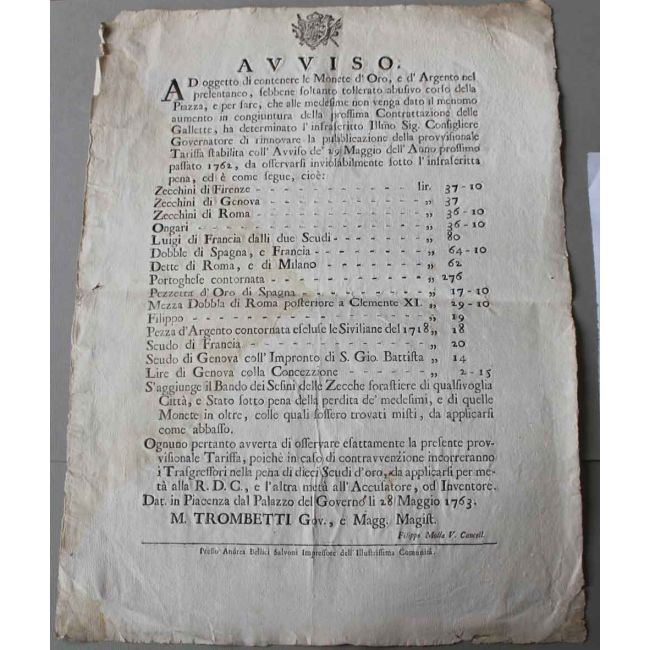 AVVISO.
AD oggetto di contenere le Monete d' Oro, e d' Argento nel
presentaneo, sebbene soltanto tollerato abusivo corso della
Piazza, e per fare, che alle medesime non venga dato il menomo
aumento in congiuntura della prossima Contrattazione delle
Gallette, ha determinato l' infrascritto Illmo Sig. Consigliere
Governatore di rinnovare la pubblicazione della provvisionale
Tariffa stabilita coll' Avviso de' 29 Maggio dell' Anno prossimo
passato 1762, da osservarsi inviolabilmente sotto l' infrascritta
pena, ed è come segue, cioè:
Zecchini di Firenze - - - - - - - - - - lir. 37-10
Zecchini di Genova - - - - - - - - - - „ 37
Zecchini di Roma - - - - - - - - - - „ 36-10
Ongari - - - - - - - - - - „ 36-10
Luigi di Francia dalli due Scudi - - - - - - „ 80
Dobble di Spagna, e Francia - - - - - - „ 64-10
Dette di Roma, e di Milano - - - - - - „ 62
Portoghese contornata - - - - - - - - „ 276
Pezzetta d' Oro di Spagna - - - - - - - „ 17-10
Mezza Dobbla di Roma posteriore a Clemente XI. „ 29-10
Filippo - - - - - - - - - - „ 19
Pezza d'Argento contornata escluse le Siviliane del 1718 „ 18
Scudo di Francia - - - - - - - - - - „ 20
Scudo di Genova coll' Impronto di S. Gio. Battista „ 14
Lire di Genova colla Concezzione - - - - - „ 2-15
S'aggiunge il Bando dei Sesini delle Zecche forastiere di qualsivoglia
Città, e Stato sotto pena della perdita de' medesimi, e di quelle
Monete in oltre, colle quali fossero trovati misti, da applicarsi
come abbasso.
Ognuno pertanto avverta di osservare esattamente la presente prov-
visionale Tariffa, poichè in caso di contravvenzione incorreranno
i Trasgressori nella pena di dieci Scudi d'oro, da applicarsi per me-
tà alla R. D. C., e l'altra metà all' Accusatore, od Inventore.
Dat. in Piacenza dal Palazzo del Governo li 28 Maggio 1763.
M. TROMBETTI Gov., e Magg. Magist.
Filippo Molla V. Cancell.
Presso Andrea Bellici Salvoni Impressore dell' Illustrissima Comunità.